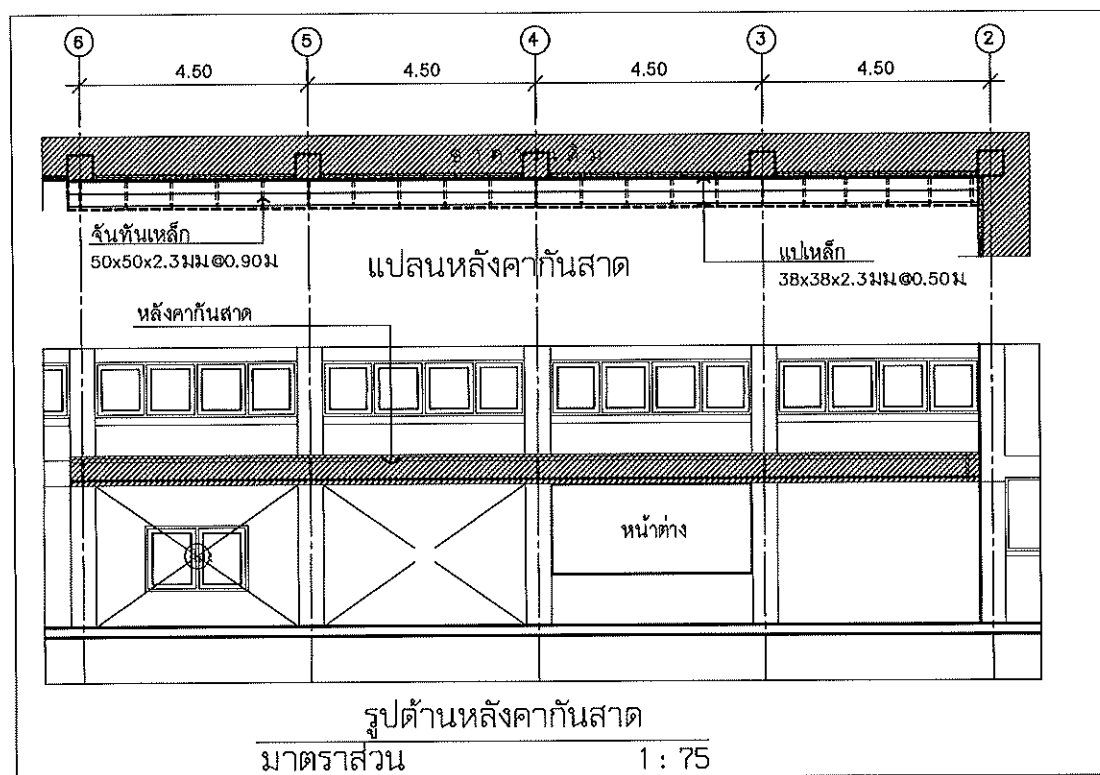 6 5 4 3 2
4.50 4.50 4.50 4.50
จันทันเหล็ก
50x50x2.3มม.@0.90ม.
แปลนหลังคากันสาด
แปเหล็ก
38x38x2.3มม.@0.50ม.
หลังคากันสาด
หน้าต่าง
รูปด้านหลังคากันสาด
มาตราส่วน 1 : 75